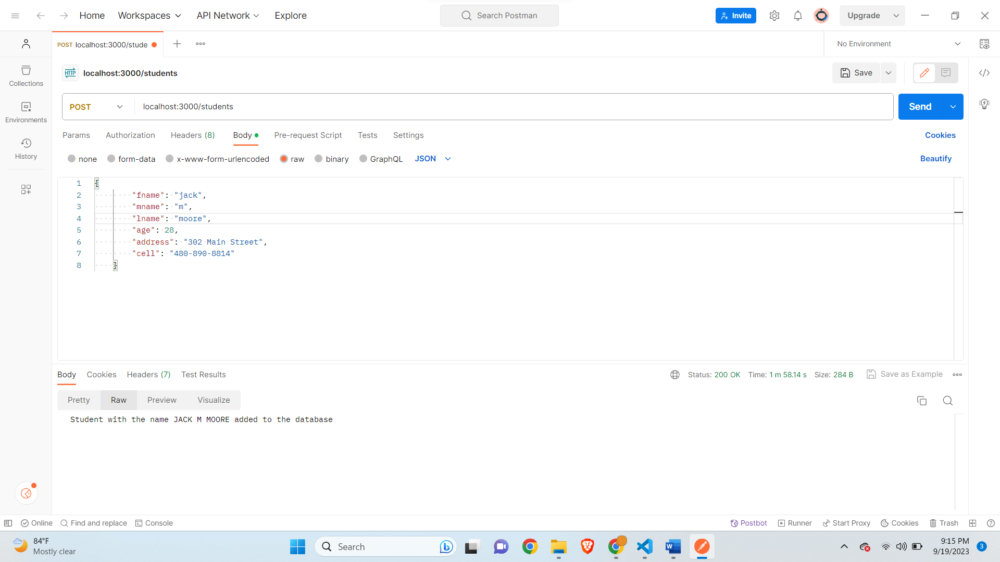 Home Workspaces API Network Explore Search Postman Invite Upgrade
POST localhost:3000/stude No Environment
HTTP localhost:3000/students Save
Collections
POST localhost:3000/students Send
Environments
Params Authorization Headers (8) Body Pre-request Script Tests Settings Cookies
History
none form-data x-www-form-urlencoded raw binary GraphQL JSON Beautify
1 {
2 "fname": "jack",
3 "mname": "m",
4 "lname": "moore",
5 "age": 28,
6 "address": "302 Main Street",
7 "cell": "480-890-8814"
8 }
Body Cookies Headers (7) Test Results Status: 200 OK Time: 1 m 58.14 s Size: 284 B Save as Example
Pretty Raw Preview Visualize
Student with the name JACK M MOORE added to the database
Online Find and replace Console Postbot Runner Start Proxy Cookies Trash
84°F
Mostly clear
Search
W
9:15 PM
9/19/2023
3